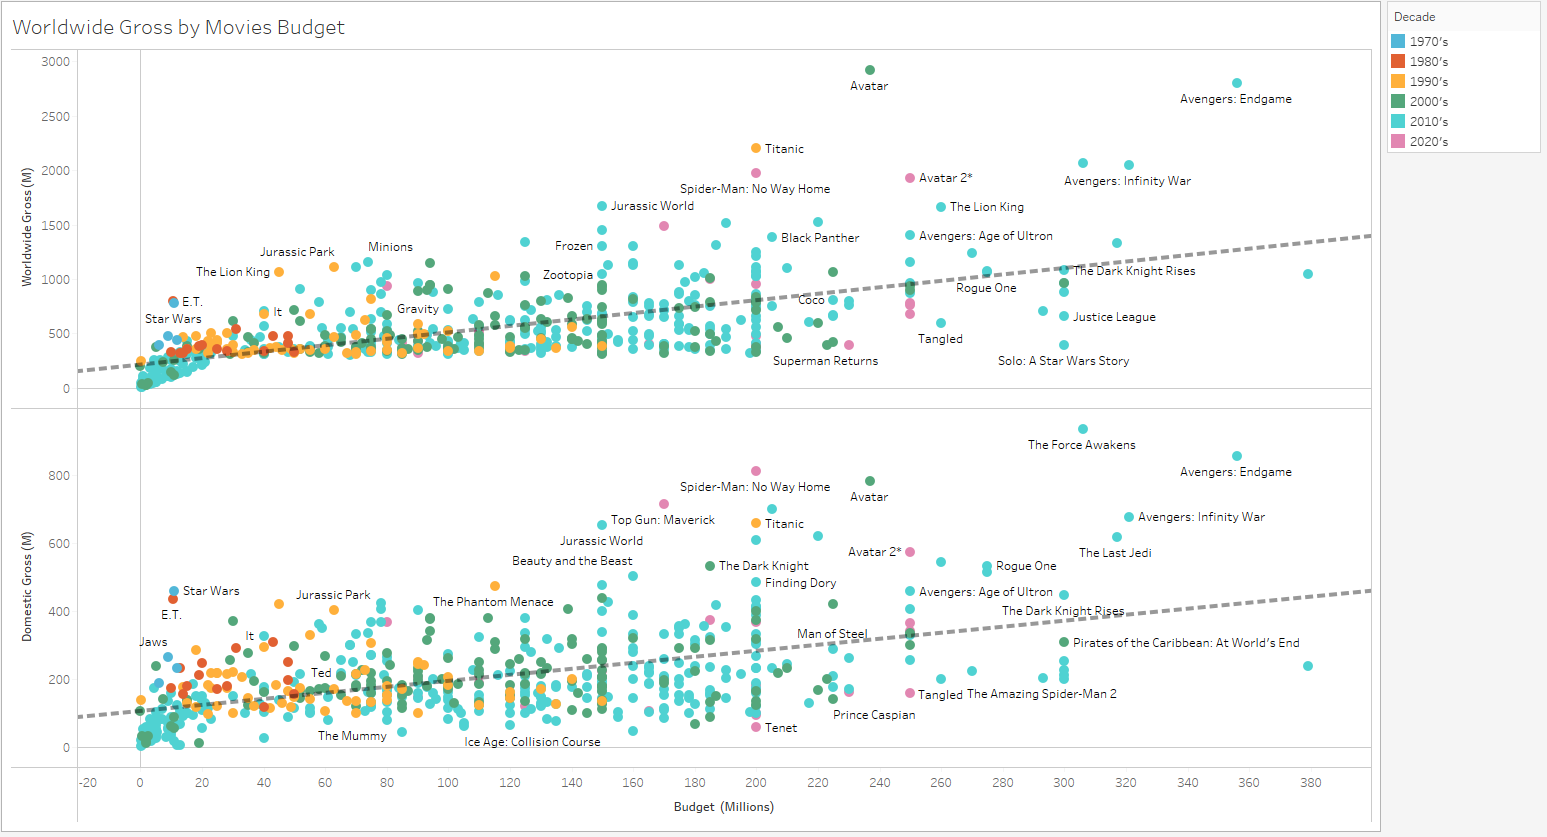 Worldwide Gross by Movies Budget
Decade
1970's
1980's
1990's
2000's
2010's
2020's
Worldwide Gross (M)
3000
2500
2000
1500
1000
500
0
Avatar
Avengers: Endgame
Titanic
Spider-Man: No Way Home
Avatar 2*
Avengers: Infinity War
Jurassic World
The Lion King
Frozen
Black Panther
Avengers: Age of Ultron
Minions
Jurassic Park
The Lion King
Zootopia
The Dark Knight Rises
Rogue One
E.T.
Star Wars
It
Gravity
Coco
Justice League
Tangled
Superman Returns
Solo: A Star Wars Story
Domestic Gross (M)
800
600
400
200
0
The Force Awakens
Avengers: Endgame
Spider-Man: No Way Home
Avatar
Top Gun: Maverick
Titanic
Avengers: Infinity War
Jurassic World
Avatar 2*
The Last Jedi
Beauty and the Beast
The Dark Knight
Rogue One
Finding Dory
Star Wars
Jurassic Park
The Phantom Menace
Avengers: Age of Ultron
E.T.
The Dark Knight Rises
Jaws
It
Man of Steel
Pirates of the Caribbean: At World's End
Ted
Tangled
The Amazing Spider-Man 2
Prince Caspian
Tenet
The Mummy
Ice Age: Collision Course
-20
0
20
40
60
80
100
120
140
160
180
200
220
240
260
280
300
320
340
360
380
Budget (Millions)